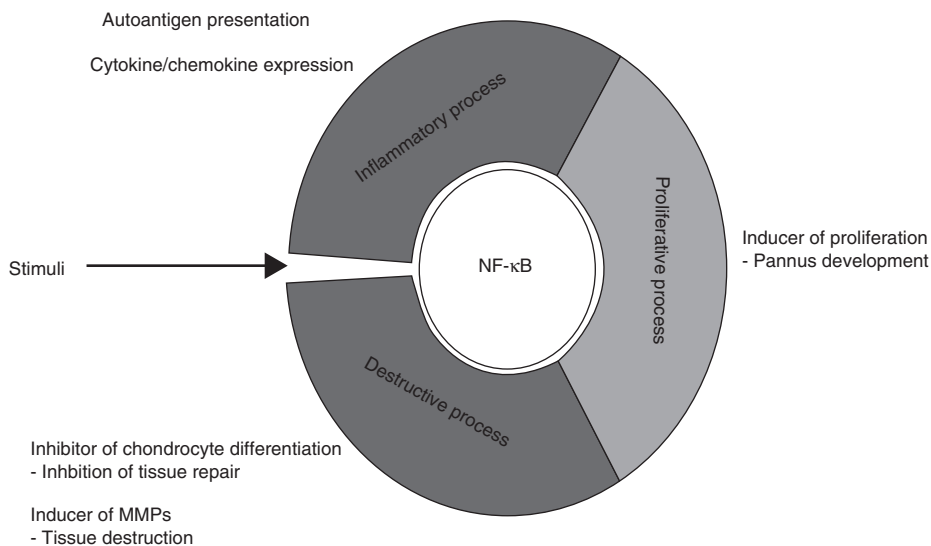 Autoantigen presentation
Cytokine/chemokine expression
Inflammatory process
Proliferative process
Inducer of proliferation
- Pannus development
Stimuli
NF-κB
Destructive process
Inhibitor of chondrocyte differentiation
- Inhbition of tissue repair
Inducer of MMPs
- Tissue destruction